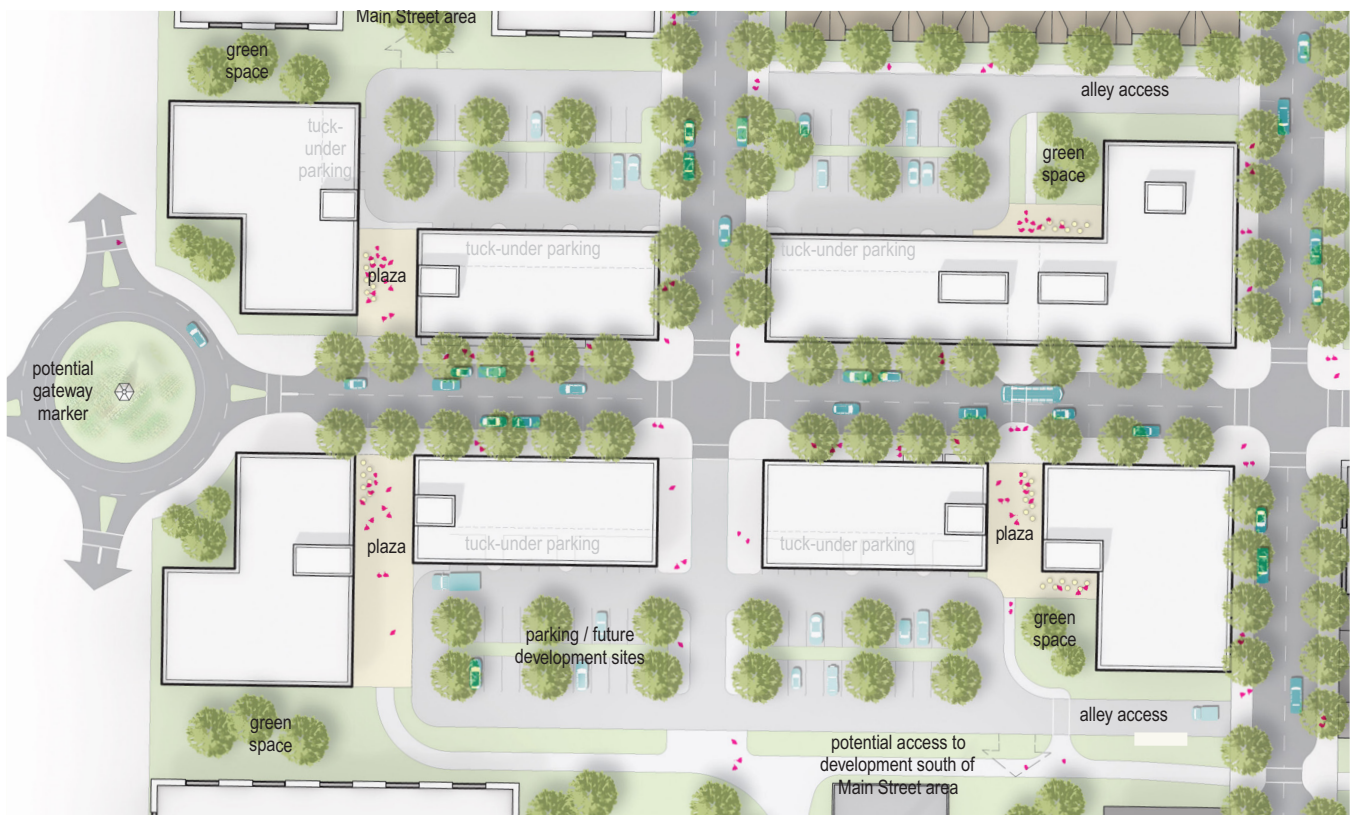 Main Street area
green
space
alley access
tuck-
under
parking
green
space
tuck-under parking
tuck-under parking
plaza
potential
gateway
marker
plaza
tuck-under parking
tuck-under parking
plaza
parking / future
development sites
green
space
green
space
alley access
potential access to
development south of
Main Street area